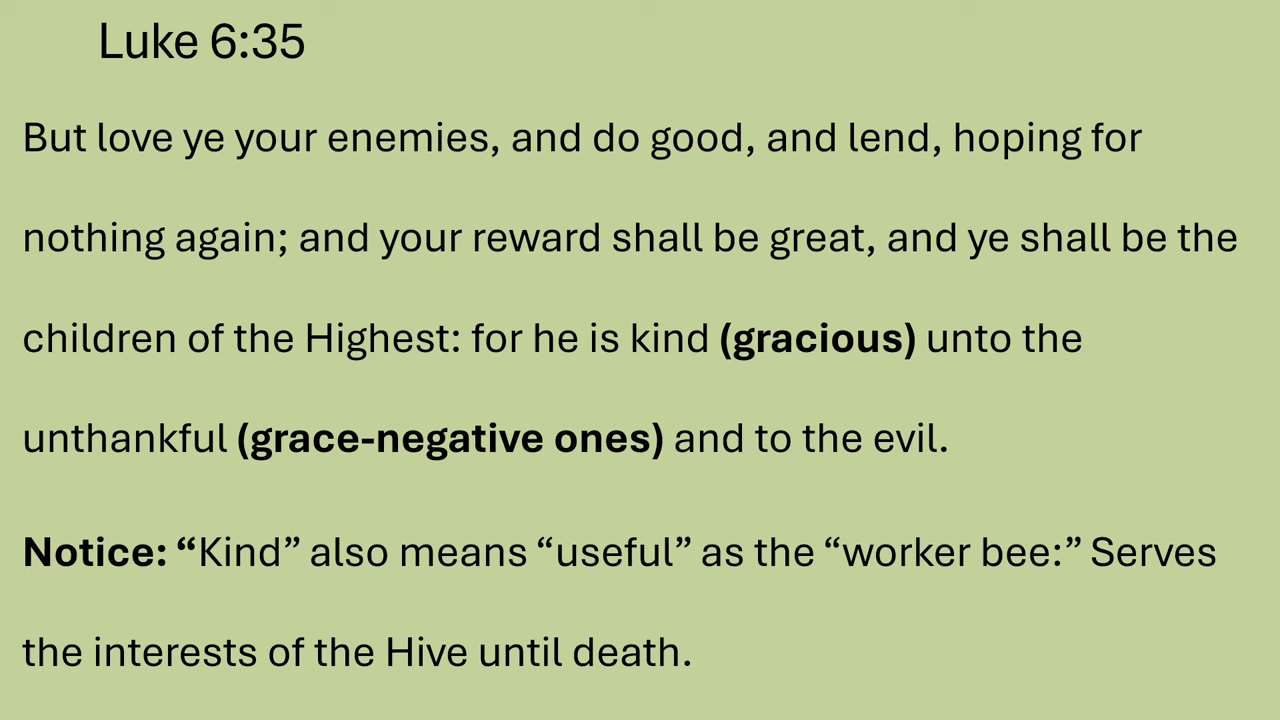 Luke 6:35
But love ye your enemies, and do good, and lend, hoping for
nothing again; and your reward shall be great, and ye shall be the
children of the Highest: for he is kind (gracious) unto the
unthankful (grace-negative ones) and to the evil.
Notice: “Kind” also means “useful” as the “worker bee:” Serves
the interests of the Hive until death.